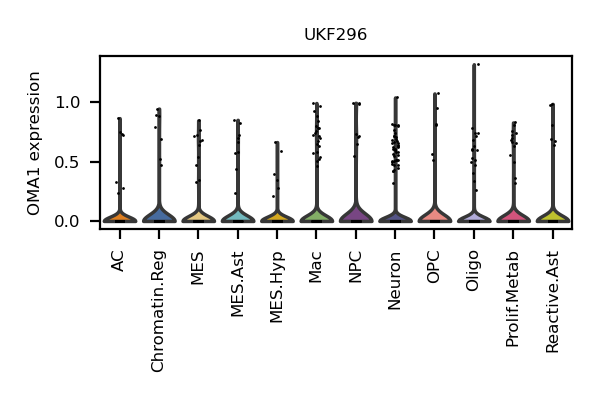 UKF296
OMA1 expression
1.0
0.5
0.0
AC
Chromatin.Reg
MES
MES.Ast
MES.Hyp
Mac
NPC
Neuron
OPC
Oligo
Prolif.Metab
Reactive.Ast